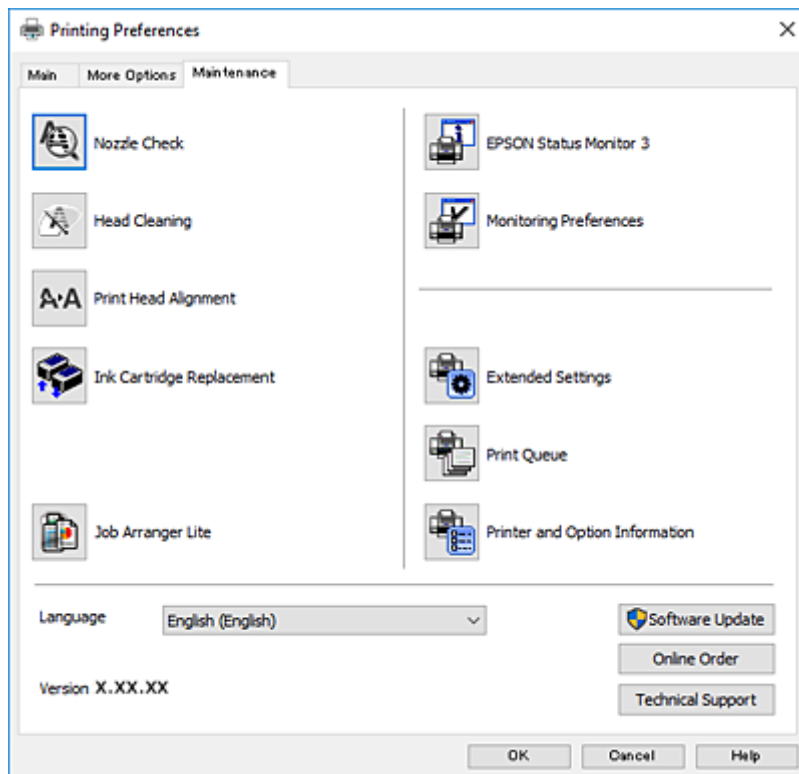 Printing Preferences
Main
More Options
Maintenance
Nozzle Check
Head Cleaning
A·A
Print Head Alignment
Ink Cartridge Replacement
Job Arranger Lite
EPSON Status Monitor 3
Monitoring Preferences
Extended Settings
Print Queue
Printer and Option Information
Language
English (English)
Version X.XX.XX
Software Update
Online Order
Technical Support
OK
Cancel
Help